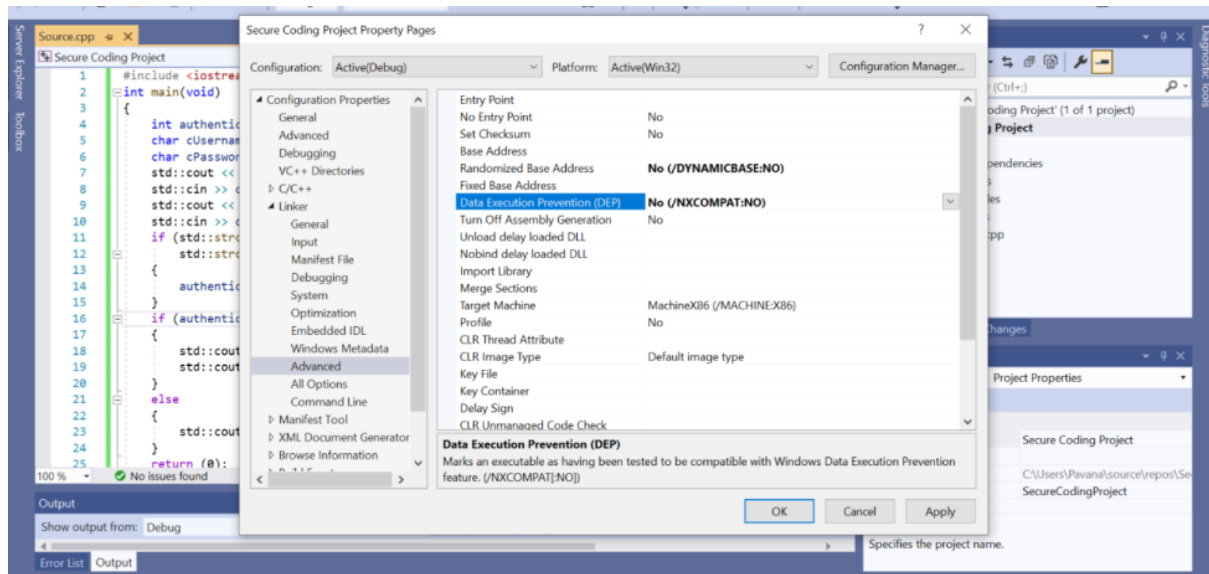 Server Explorer
Toolbox
Source.cpp
Secure Coding Project
1 #include <iostrea
2 int main(void)
3 {
4 int authentic
5 char cUsernam
6 char cPasswor
7 std::cout <<
8 std::cin >> c
9 std::cout <<
10 std::cin >> c
11 if (std::strc
12 std::strc
13 {
14 authentic
15 }
16 if (authentic
17 {
18 std::cout
19 std::cout
20 }
21 else
22 {
23 std::cout
24 }
25 return (0);
100 %
No issues found
Output
Show output from: Debug
Error List Output
Secure Coding Project Property Pages
? ×
Configuration: Active(Debug)
Platform: Active(Win32)
Configuration Manager...
Configuration Properties
General
Advanced
Debugging
VC++ Directories
C/C++
Linker
General
Input
Manifest File
Debugging
System
Optimization
Embedded IDL
Windows Metadata
Advanced
All Options
Command Line
Manifest Tool
XML Document Generator
Browse Information
Entry Point
No Entry Point No
Set Checksum No
Base Address
Randomized Base Address No (/DYNAMICBASE:NO)
Fixed Base Address
Data Execution Prevention (DEP) No (/NXCOMPAT:NO)
Turn Off Assembly Generation No
Unload delay loaded DLL
Nobind delay loaded DLL
Import Library
Merge Sections
Target Machine MachineX86 (/MACHINE:X86)
Profile No
CLR Thread Attribute
CLR Image Type Default image type
Key File
Key Container
Delay Sign
CLR Unmanaged Code Check
Data Execution Prevention (DEP)
Marks an executable as having been tested to be compatible with Windows Data Execution Prevention
feature. (/NXCOMPAT[:NO])
OK Cancel Apply
(Ctrl+;)
oding Project' (1 of 1 project)
g Project
pendencies
s
les
s
cpp
Changes
Project Properties
Secure Coding Project
C:\Users\Pavana\source\repos\Se
SecureCodingProject
Specifies the project name.
Diagnostic Tools